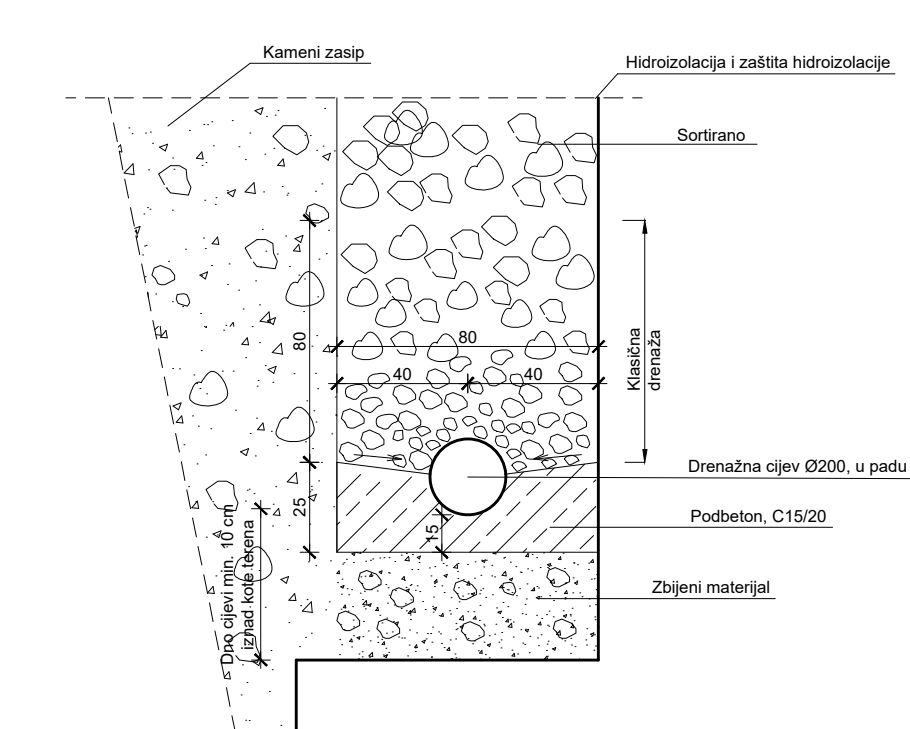 Kameni zasip
Hidroizolacija i zaštita hidroizolacije
Sortirano
80
80
40
40
Klasična
drenaža
Drenažna cijev Ø200, u padu
25
Podbeton, C15/20
15
Dno cijevi min. 10 cm
iznad kote terena
Zbijeni materijal